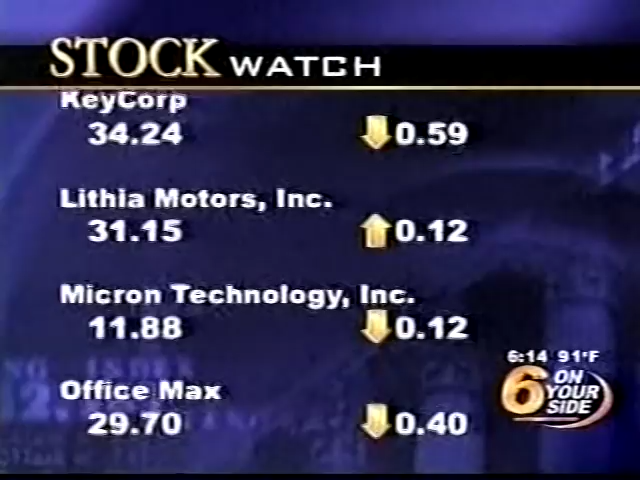 STOCK WATCH
KeyCorp
34.24 0.59
Lithia Motors, Inc.
31.15 0.12
Micron Technology, Inc.
11.88 0.12
6:14 91°F
Office Max
29.70 0.40
6 ON YOUR SIDE